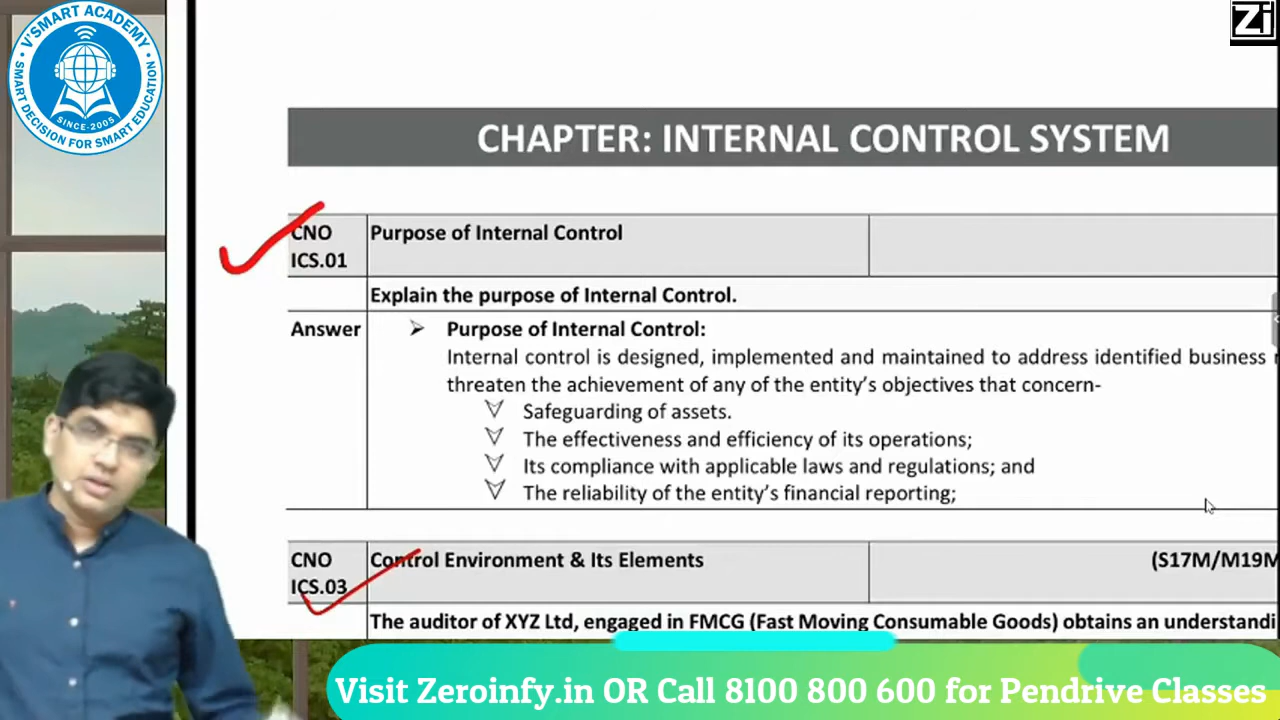 V'SMART ACADEMY
SINCE-2005
SMART DECISION FOR SMART EDUCATION
Zi
CHAPTER: INTERNAL CONTROL SYSTEM
CNO Purpose of Internal Control
ICS.01
Explain the purpose of Internal Control.
Answer ➢ Purpose of Internal Control:
Internal control is designed, implemented and maintained to address identified business
threaten the achievement of any of the entity's objectives that concern-
Safeguarding of assets.
The effectiveness and efficiency of its operations;
Its compliance with applicable laws and regulations; and
The reliability of the entity's financial reporting;
CNO Control Environment & Its Elements (S17M/M19M
ICS.03
The auditor of XYZ Ltd, engaged in FMCG (Fast Moving Consumable Goods) obtains an understandi
Visit Zeroinfy.in OR Call 8100 800 600 for Pendrive Classes